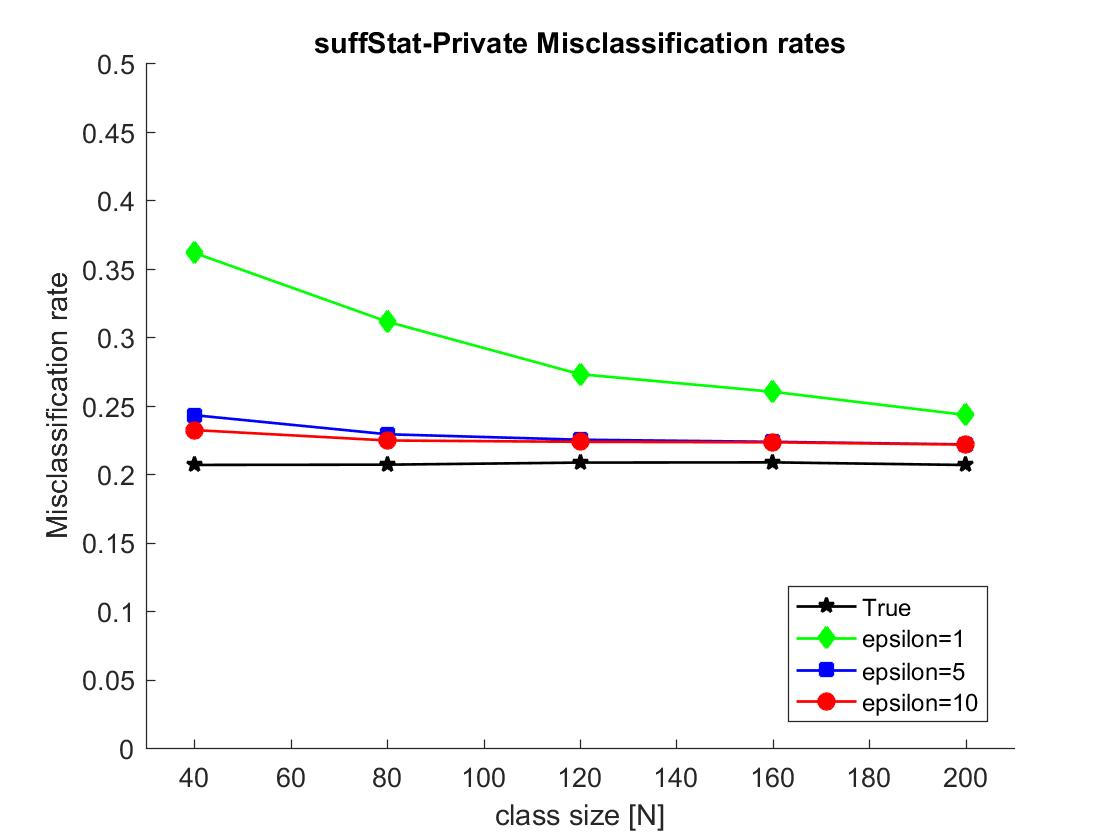 suffStat-Private Misclassification rates
0.5
0.45
0.4
0.35
0.3
0.25
0.2
0.15
0.1
0.05
0
Misclassification rate
40 60 80 100 120 140 160 180 200
class size [N]
True
epsilon=1
epsilon=5
epsilon=10